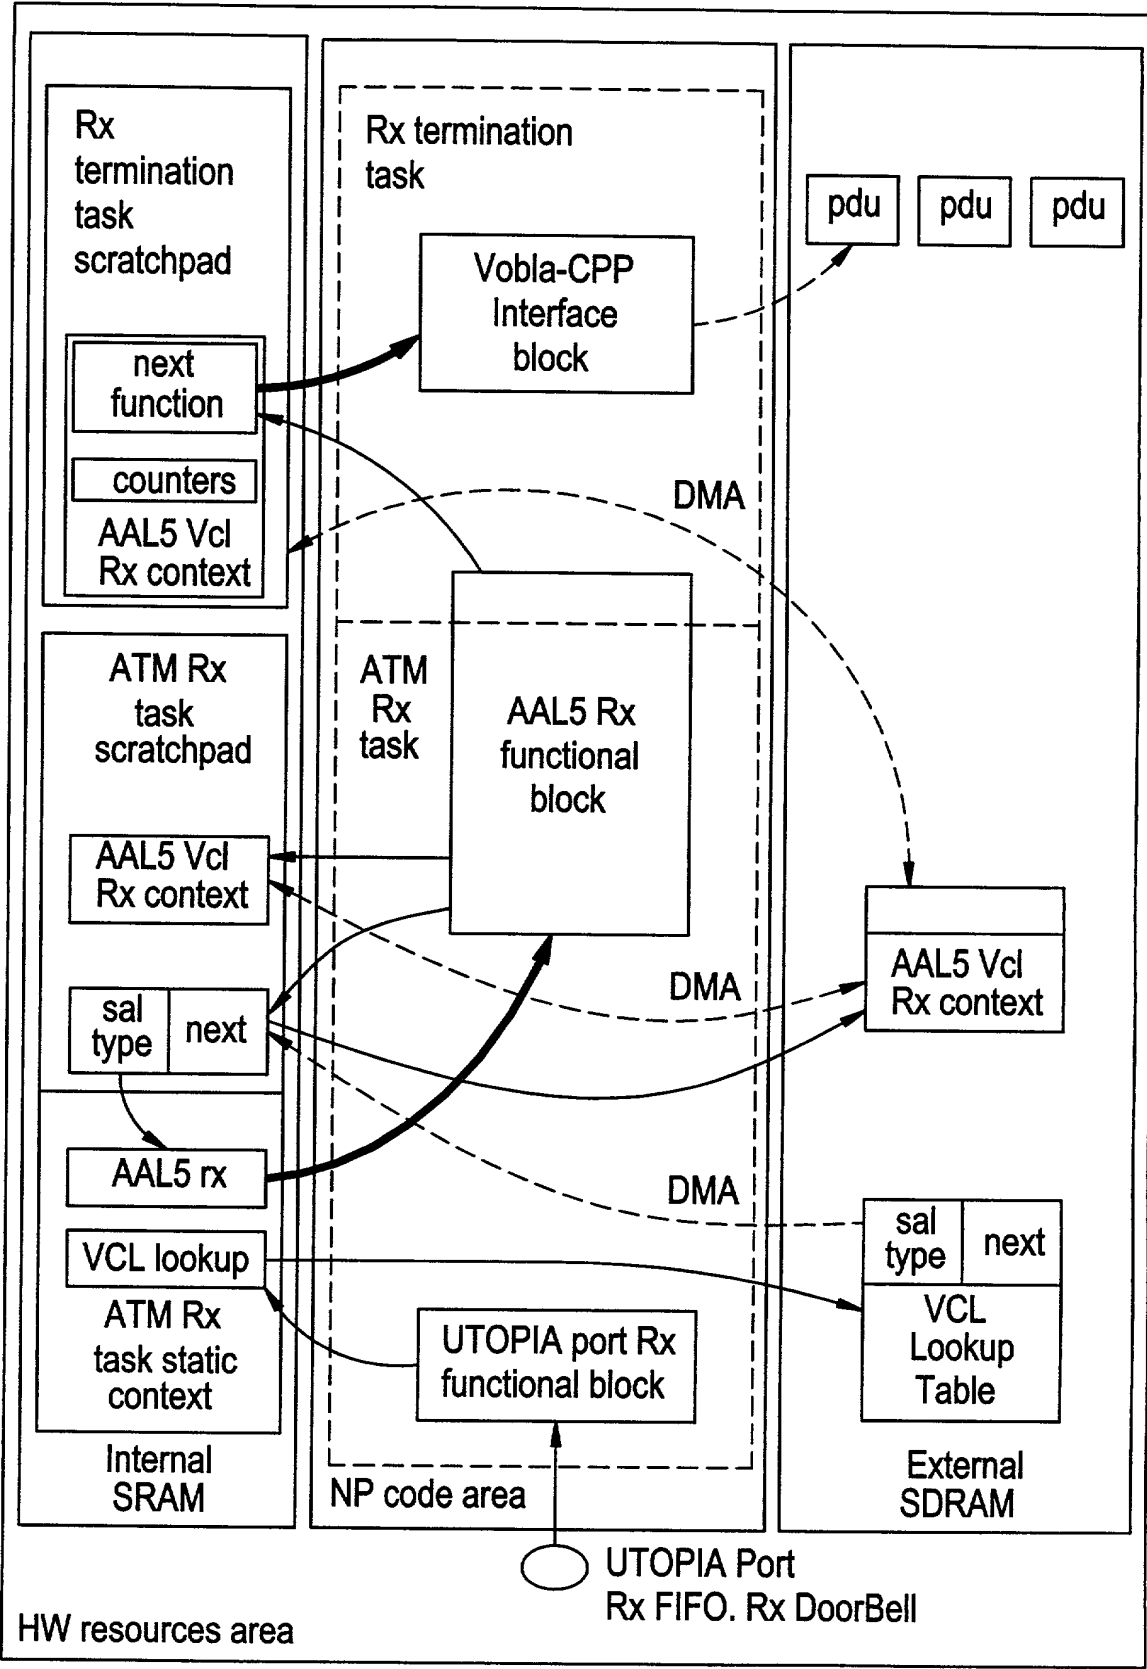 Rx
termination
task
scratchpad
next
function
counters
AAL5 Vcl
Rx context
ATM Rx
task
scratchpad
AAL5 Vcl
Rx context
sal
type
next
AAL5 rx
VCL lookup
ATM Rx
task static
context
Internal
SRAM
Rx termination
task
Vobla-CPP
Interface
block
DMA
ATM
Rx
task
AAL5 Rx
functional
block
DMA
DMA
UTOPIA port Rx
functional block
NP code area
pdu
pdu
pdu
AAL5 Vcl
Rx context
sal
type
next
VCL
Lookup
Table
External
SDRAM
UTOPIA Port
Rx FIFO. Rx DoorBell
HW resources area